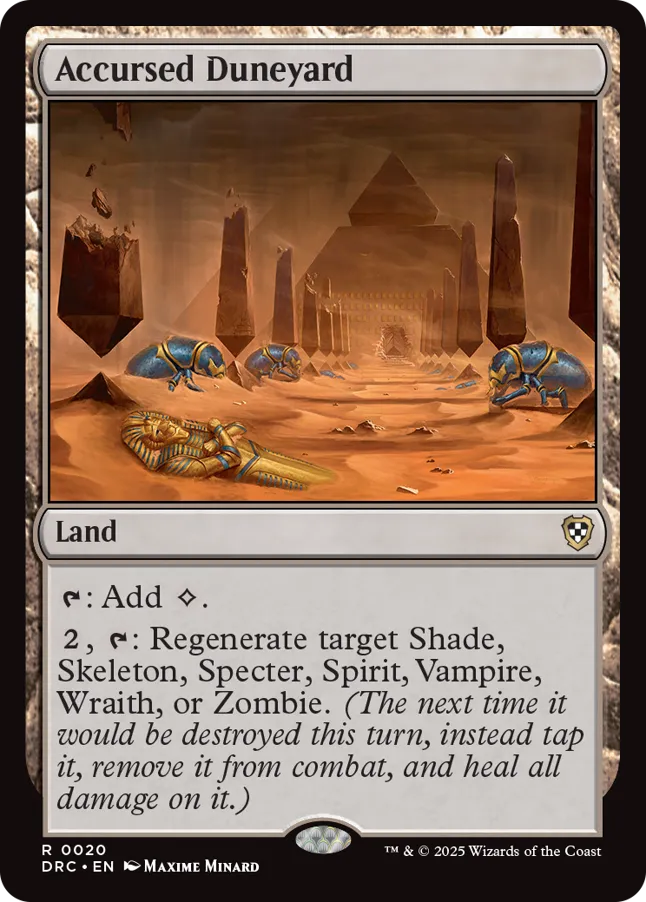 Accursed Duneyard
Land
: Add .
2, : Regenerate target Shade,
Skeleton, Specter, Spirit, Vampire,
Wraith, or Zombie. (The next time it
would be destroyed this turn, instead tap
it, remove it from combat, and heal all
damage on it.)
R 0020
DRC • EN Maxime Minard
™ & © 2025 Wizards of the Coast